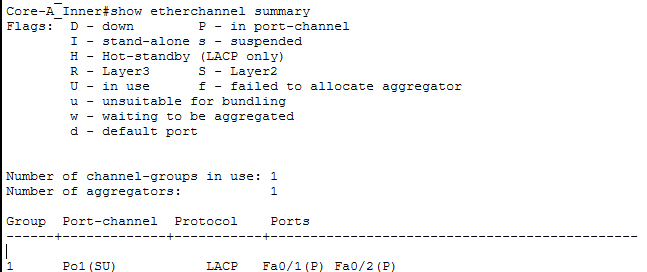 Core-A_Inner#show etherchannel summary
Flags:  D - down        P - in port-channel
        I - stand-alone s - suspended
        H - Hot-standby (LACP only)
        R - Layer3      S - Layer2
        U - in use      f - failed to allocate aggregator
        u - unsuitable for bundling
        w - waiting to be aggregated
        d - default port
Number of channel-groups in use: 1
Number of aggregators:           1
Group  Port-channel  Protocol    Ports
------+-------------+-----------+----------------------------------------------
1      Po1(SU)           LACP   Fa0/1(P) Fa0/2(P)